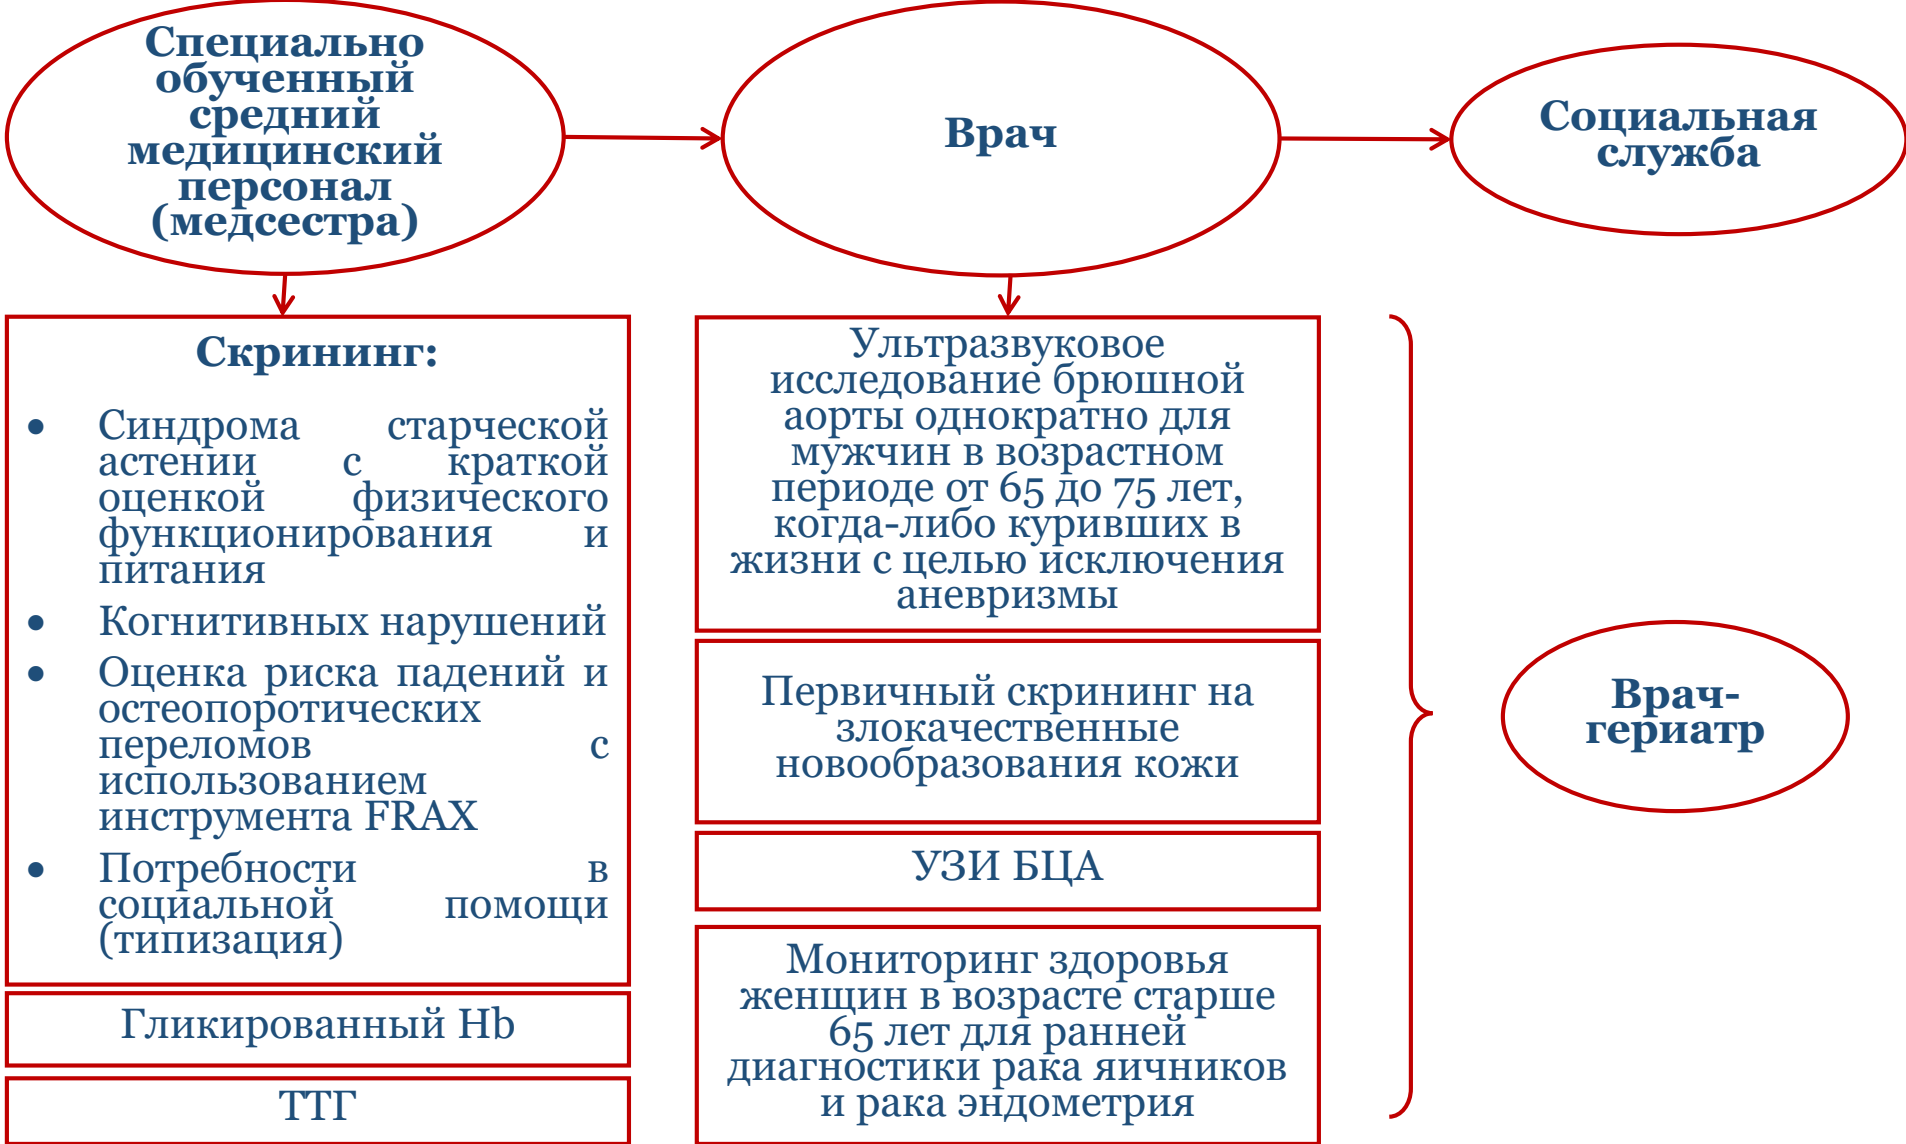 Специально
обученный
средний
медицинский
персонал
(медсестра)
Врач
Социальная
служба
Скрининг:
• Синдрома старческой
астении с краткой
оценкой физического
функционирования и
питания
• Когнитивных нарушений
• Оценка риска падений и
остеопоротических
переломов с
использованием
инструмента FRAX
• Потребности в
социальной помощи
(типизация)
Гликированный Hb
ТТГ
Ультразвуковое
исследование брюшной
аорты однократно для
мужчин в возрастном
периоде от 65 до 75 лет,
когда-либо куривших в
жизни с целью исключения
аневризмы
Первичный скрининг на
злокачественные
новообразования кожи
УЗИ БЦА
Мониторинг здоровья
женщин в возрасте старше
65 лет для ранней
диагностики рака яичников
и рака эндометрия
Врач-
гериатр